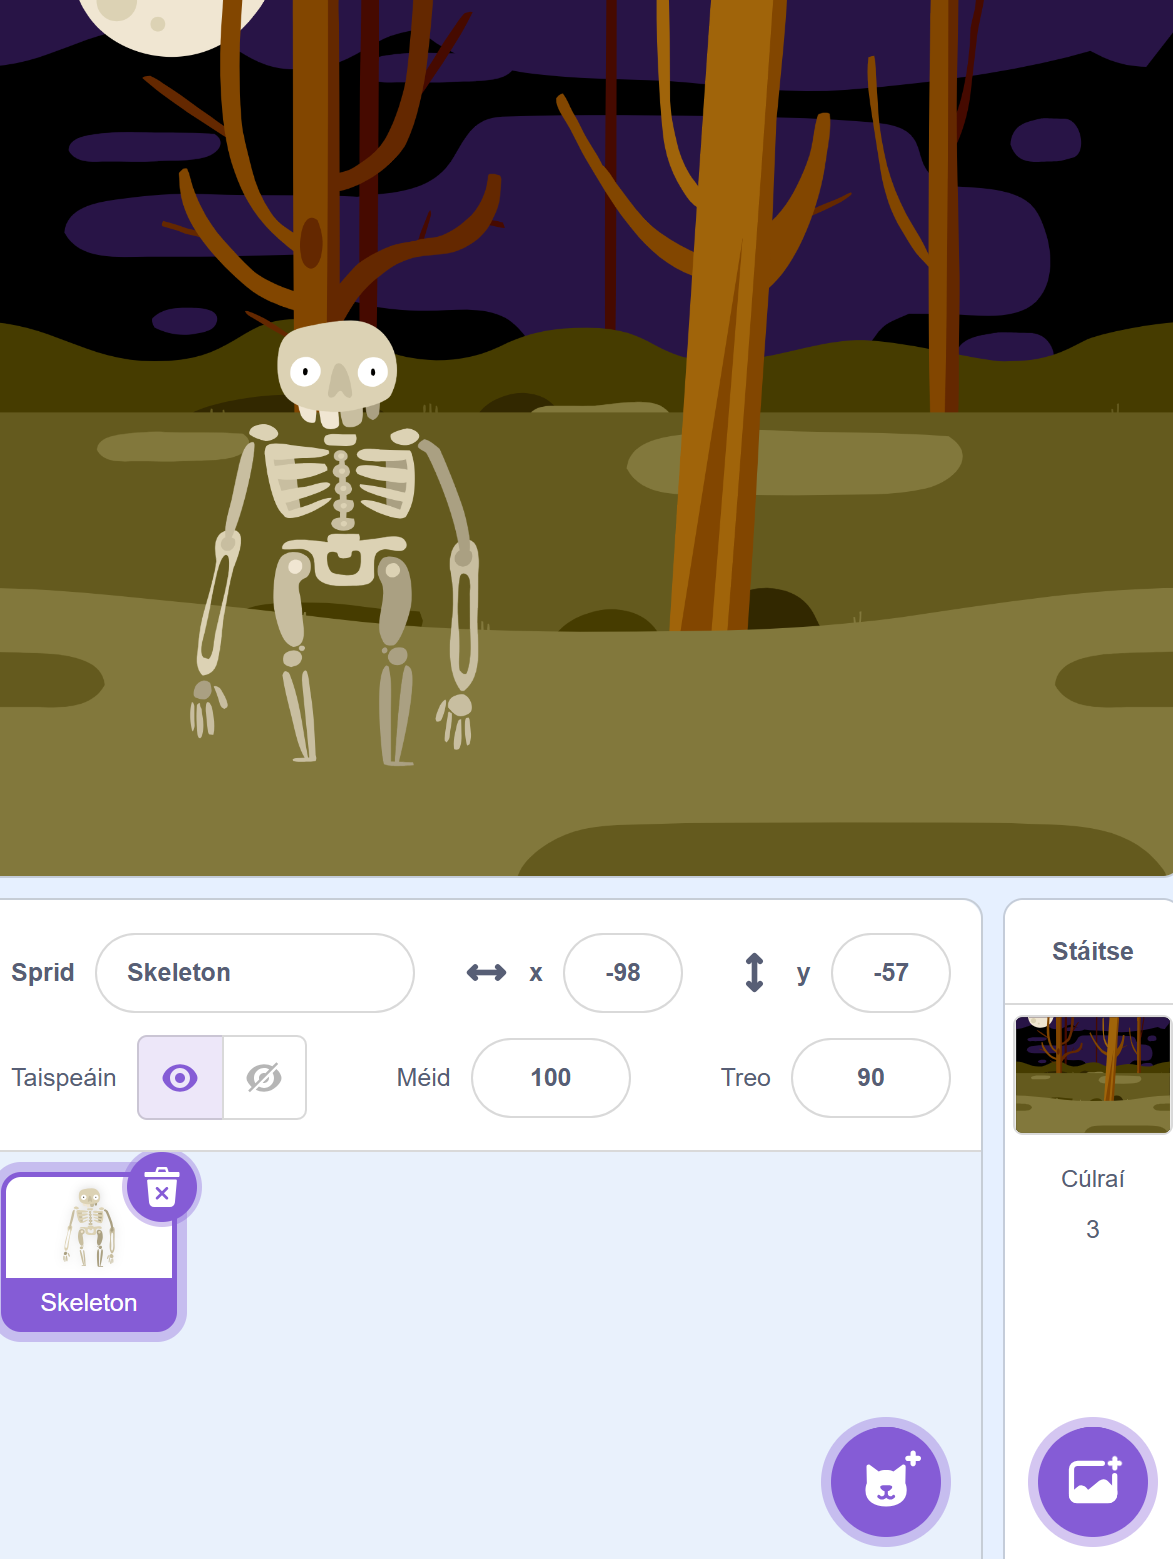 Sprid Skeleton x -98 y -57
Taispeáin Méid 100 Treo 90
Skeleton
Stáitse
Cúlraí
3